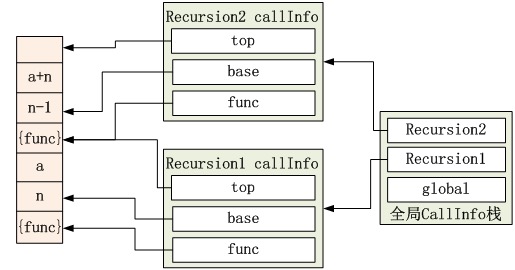 a+n
n-1
{func}
a
n
{func}
Recursion2 callInfo
top
base
func
Recursion1 callInfo
top
base
func
Recursion2
Recursion1
global
全局CallInfo栈